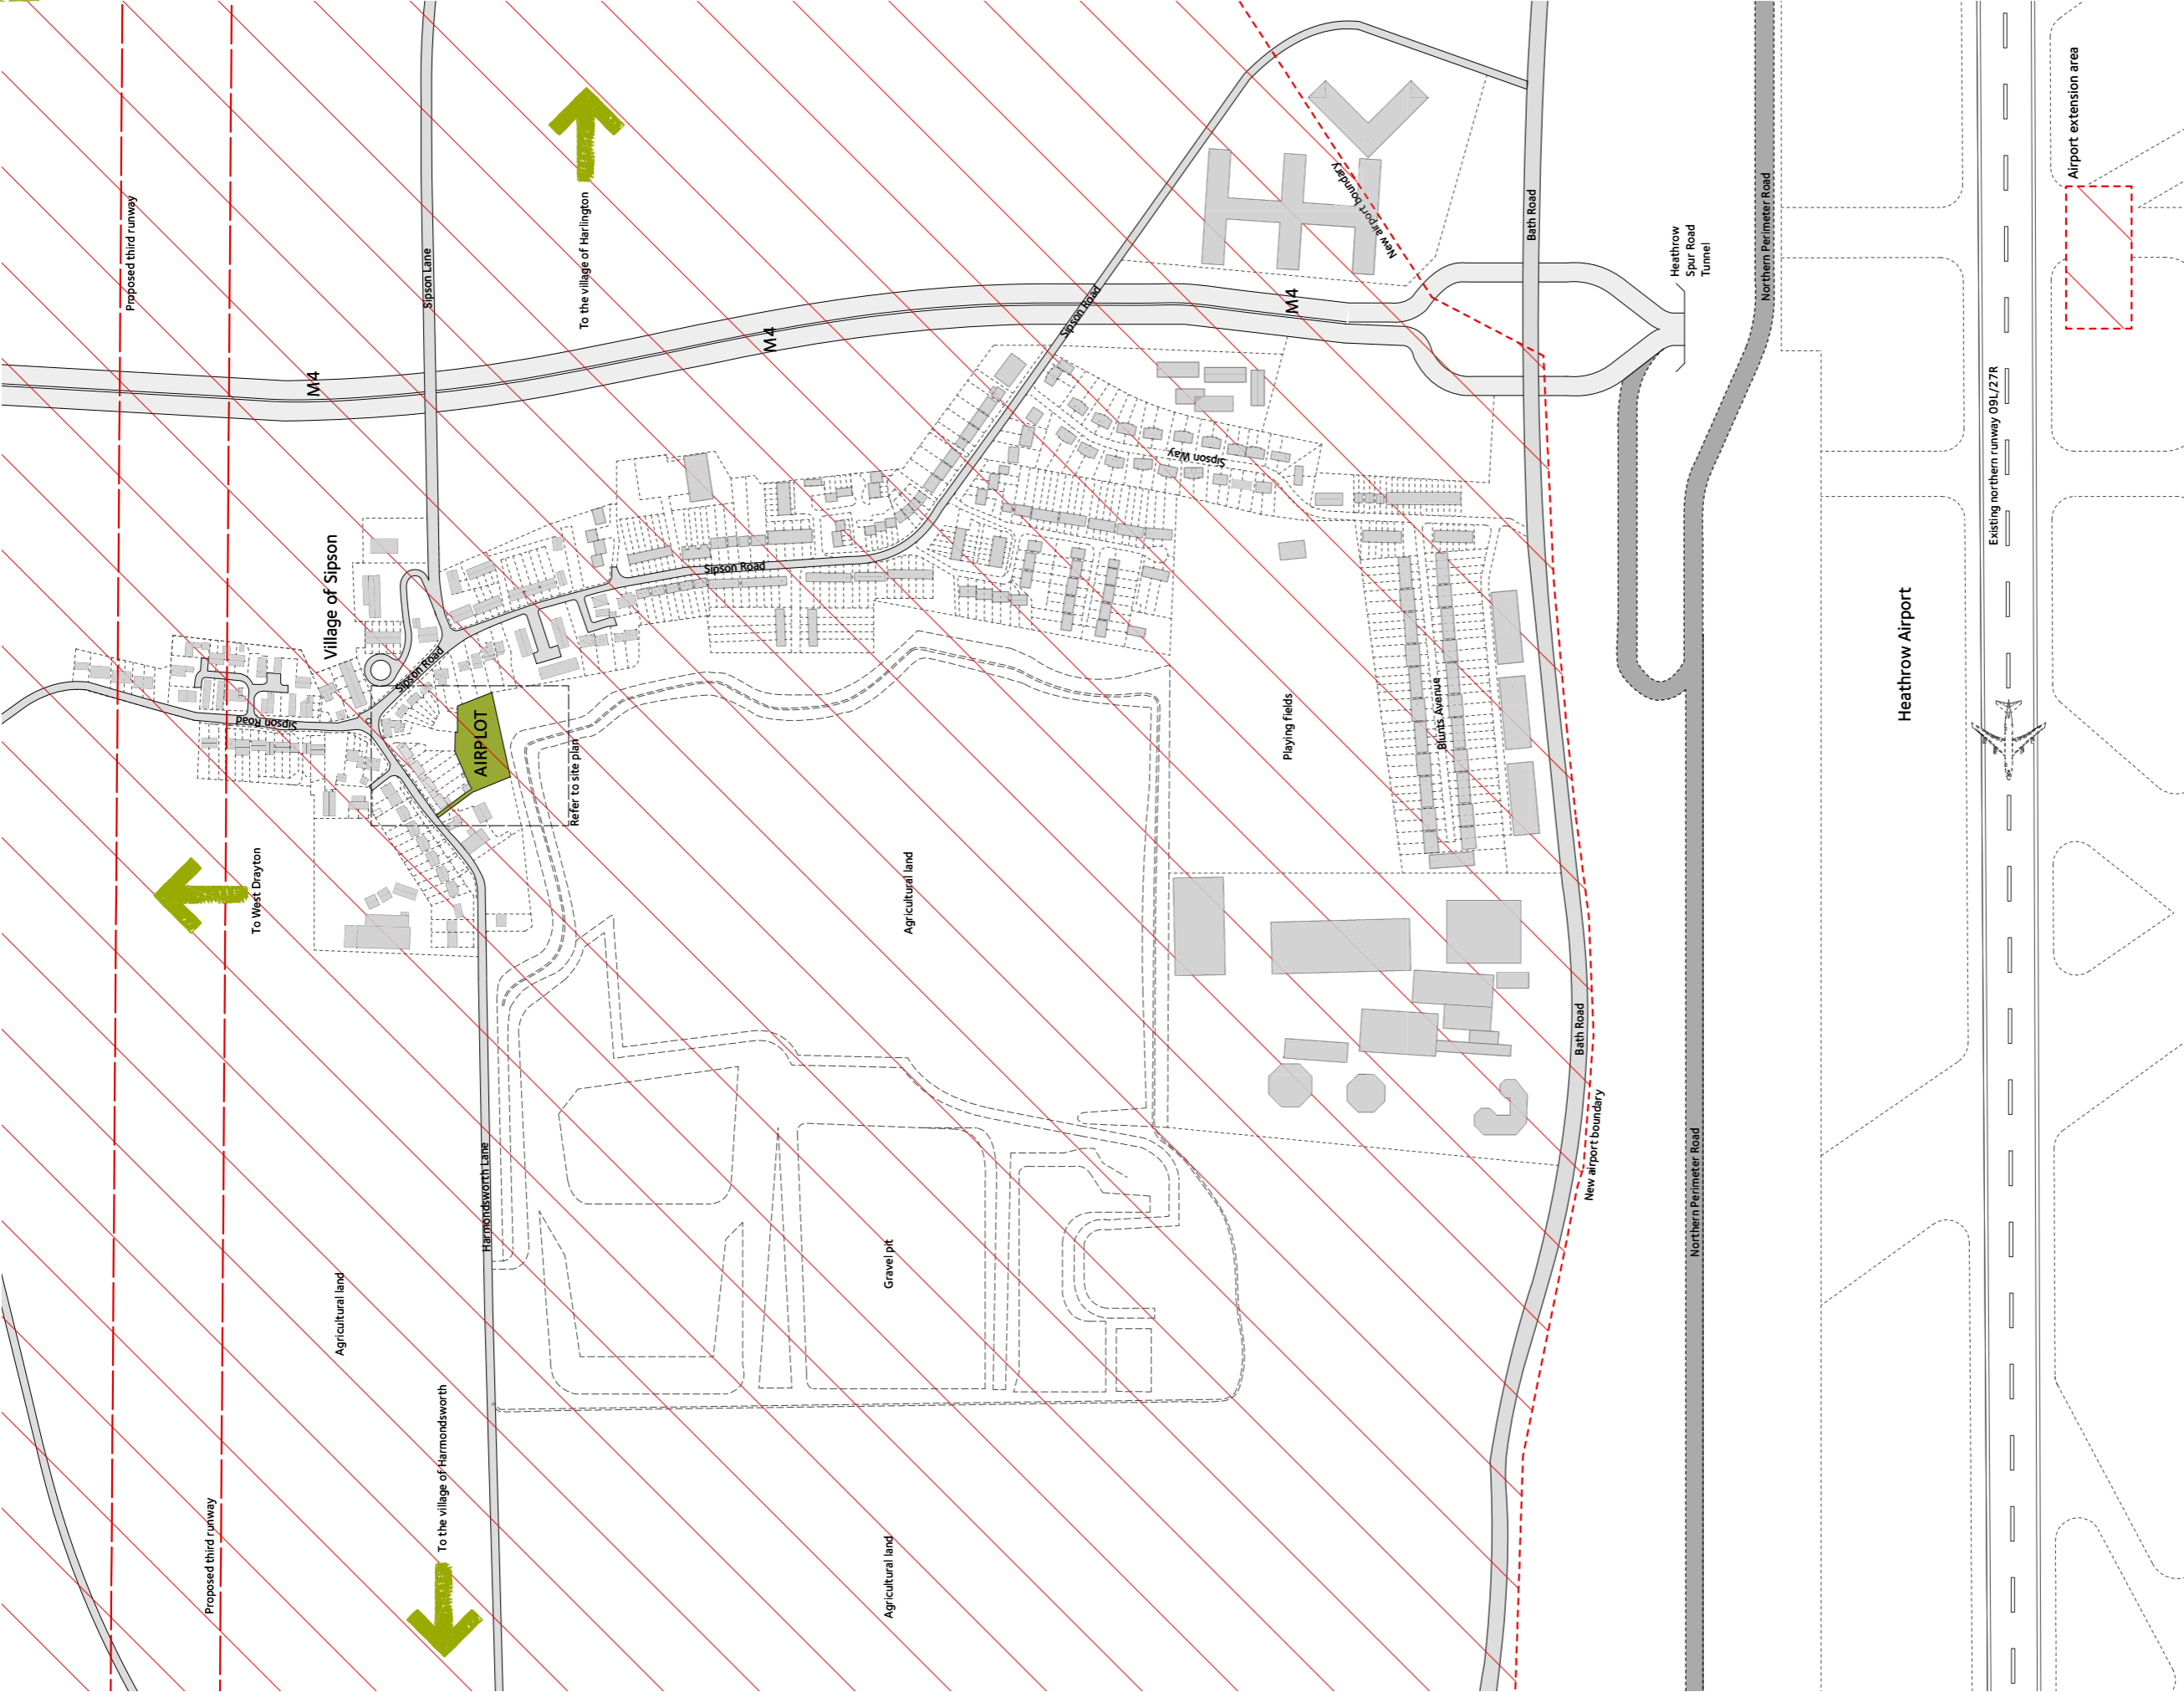 Proposed third runway
Sipson Lane
To the village of Harlington
M4
M4
M4
Sipson Road
New airport boundary
Bath Road
Heathrow
Spur Road
Tunnel
Northern Perimeter Road
Airport extension area
Existing northern runway 09L/27R
Village of Sipson
Sipson Road
Sipson Road
Sipson Road
Sipson Way
AIRPLOT
Refer to site plan
Playing fields
Blunts Avenue
Heathrow Airport
To West Drayton
Agricultural land
Bath Road
New airport boundary
Northern Perimeter Road
Harmondsworth Lane
Gravel pit
Agricultural land
To the village of Harmondsworth
Proposed third runway
Agricultural land